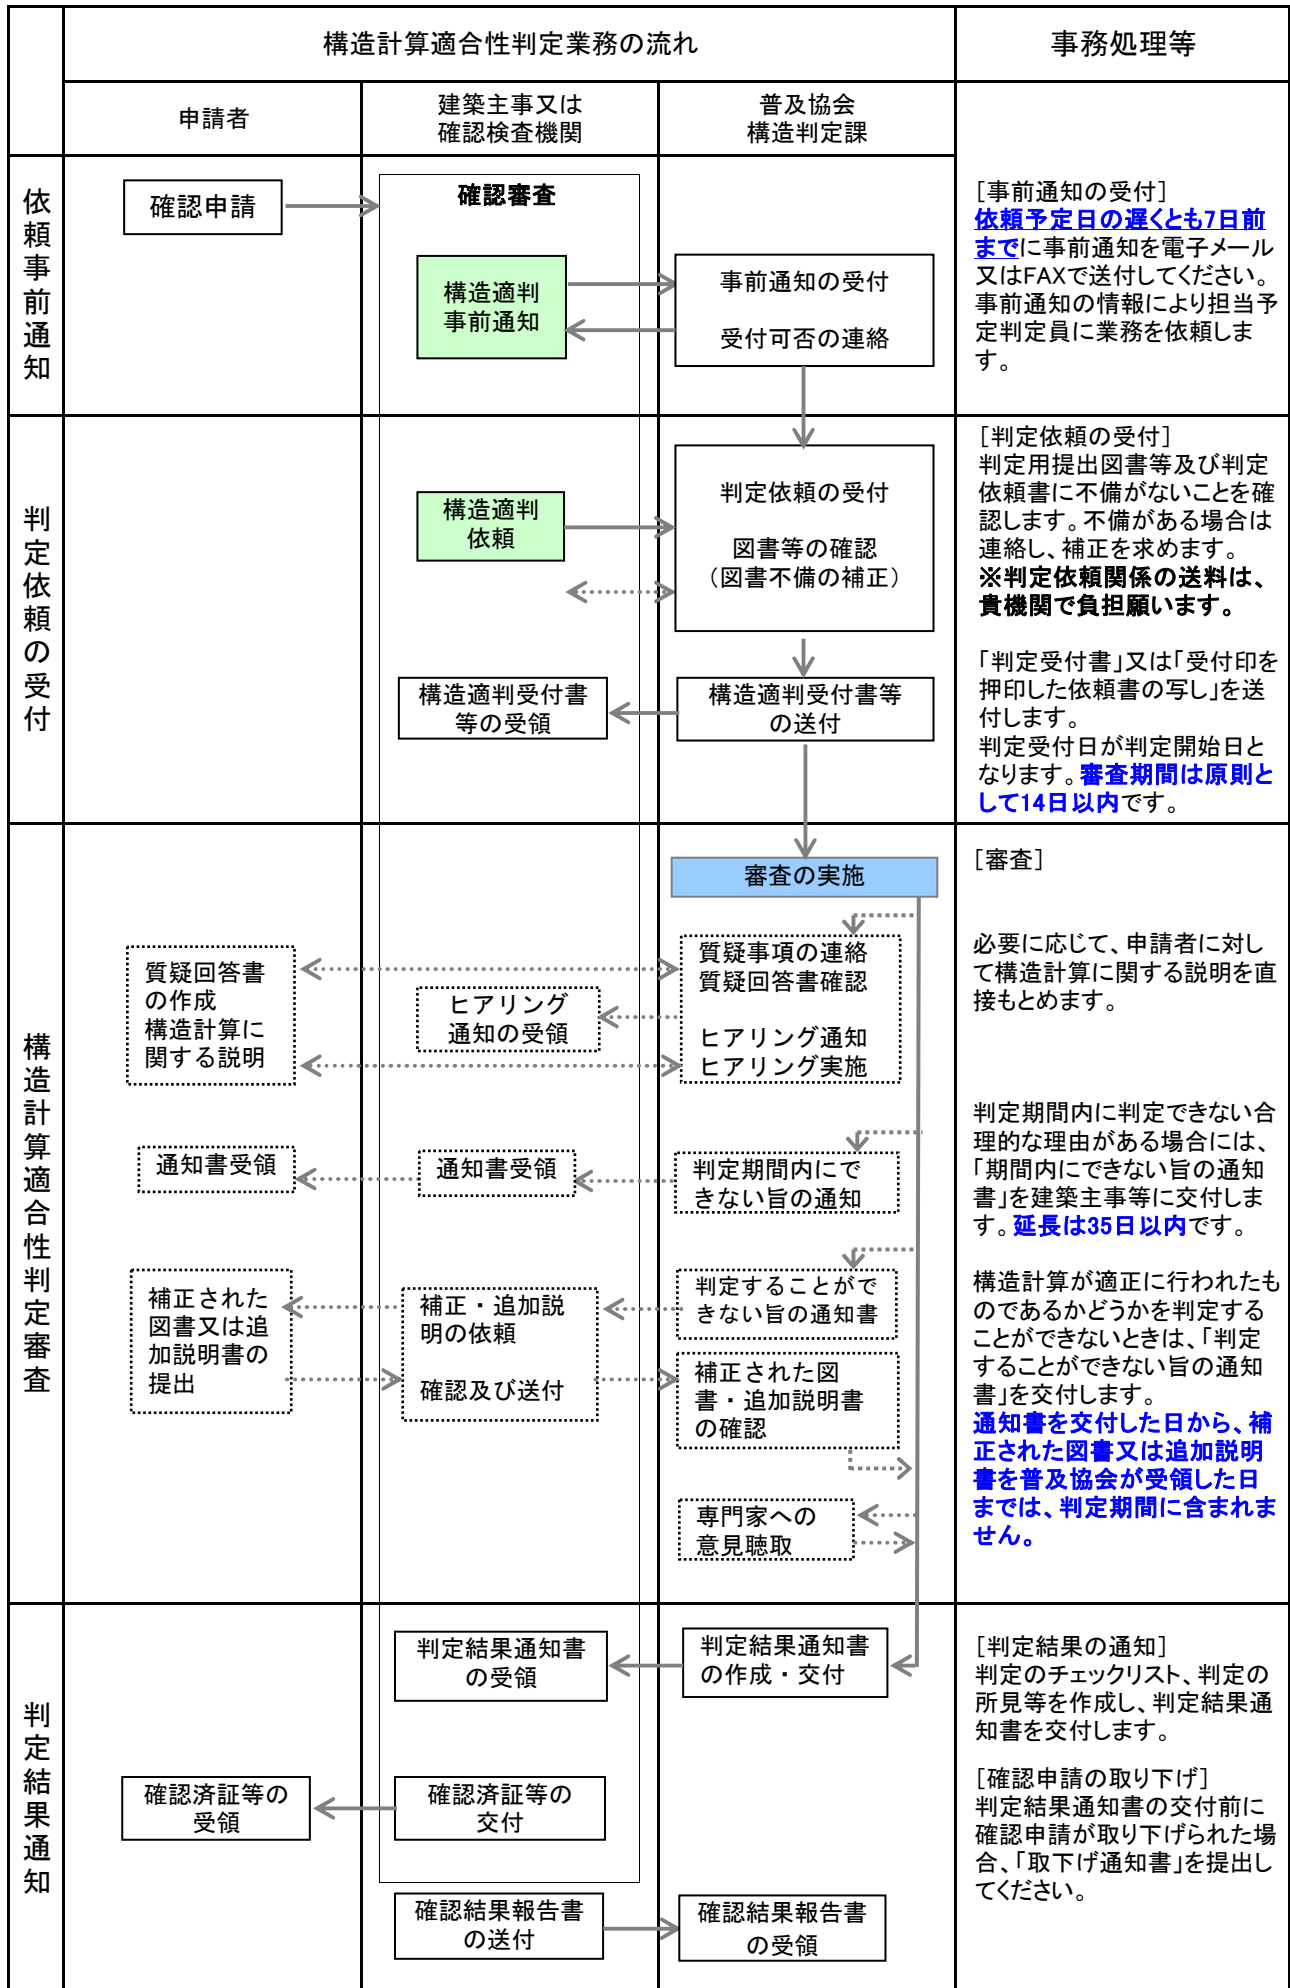 構造計算適合性判定業務の流れ
事務処理等
申請者
建築主事又は
確認検査機関
普及協会
構造判定課
依頼事前通知
確認申請
確認審査
構造適判
事前通知
事前通知の受付
受付可否の連絡
［事前通知の受付］
依頼予定日の遅くとも7日前
までに事前通知を電子メール
又はFAXで送付してください。
事前通知の情報により担当予
定判定員に業務を依頼しま
す。
判定依頼の受付
構造適判
依頼
判定依頼の受付
図書等の確認
（図書不備の補正）
構造適判受付書
等の受領
構造適判受付書等
の送付
［判定依頼の受付］
判定用提出図書等及び判定
依頼書に不備がないことを確
認します。不備がある場合は
連絡し、補正を求めます。
※判定依頼関係の送料は、
貴機関で負担願います。
「判定受付書」又は「受付印を
押印した依頼書の写し」を送
付します。
判定受付日が判定開始日と
なります。審査期間は原則と
して14日以内です。
構造計算適合性判定審査
審査の実施
質疑回答書
の作成
構造計算に
関する説明
ヒアリング
通知の受領
質疑事項の連絡
質疑回答書確認
ヒアリング通知
ヒアリング実施
通知書受領
通知書受領
判定期間内にで
きない旨の通知
補正された
図書又は追
加説明書の
提出
補正・追加説
明の依頼
確認及び送付
判定することがで
きない旨の通知書
補正された図
書・追加説明書
の確認
専門家への
意見聴取
［審査］
必要に応じて、申請者に対し
て構造計算に関する説明を直
接もとめます。
判定期間内に判定できない合
理的な理由がある場合には、
「期間内にできない旨の通知
書」を建築主事等に交付しま
す。延長は35日以内です。
構造計算が適正に行われたも
のであるかどうかを判定する
ことができないときは、「判定
することができない旨の通知
書」を交付します。
通知書を交付した日から、補
正された図書又は追加説明
書を普及協会が受領した日
までは、判定期間に含まれま
せん。
判定結果通知
判定結果通知書
の受領
判定結果通知書
の作成・交付
確認済証等の
受領
確認済証等の
交付
確認結果報告書
の送付
確認結果報告書
の受領
［判定結果の通知］
判定のチェックリスト、判定の
所見等を作成し、判定結果通
知書を交付します。
［確認申請の取り下げ］
判定結果通知書の交付前に
確認申請が取り下げられた場
合、「取下げ通知書」を提出し
てください。